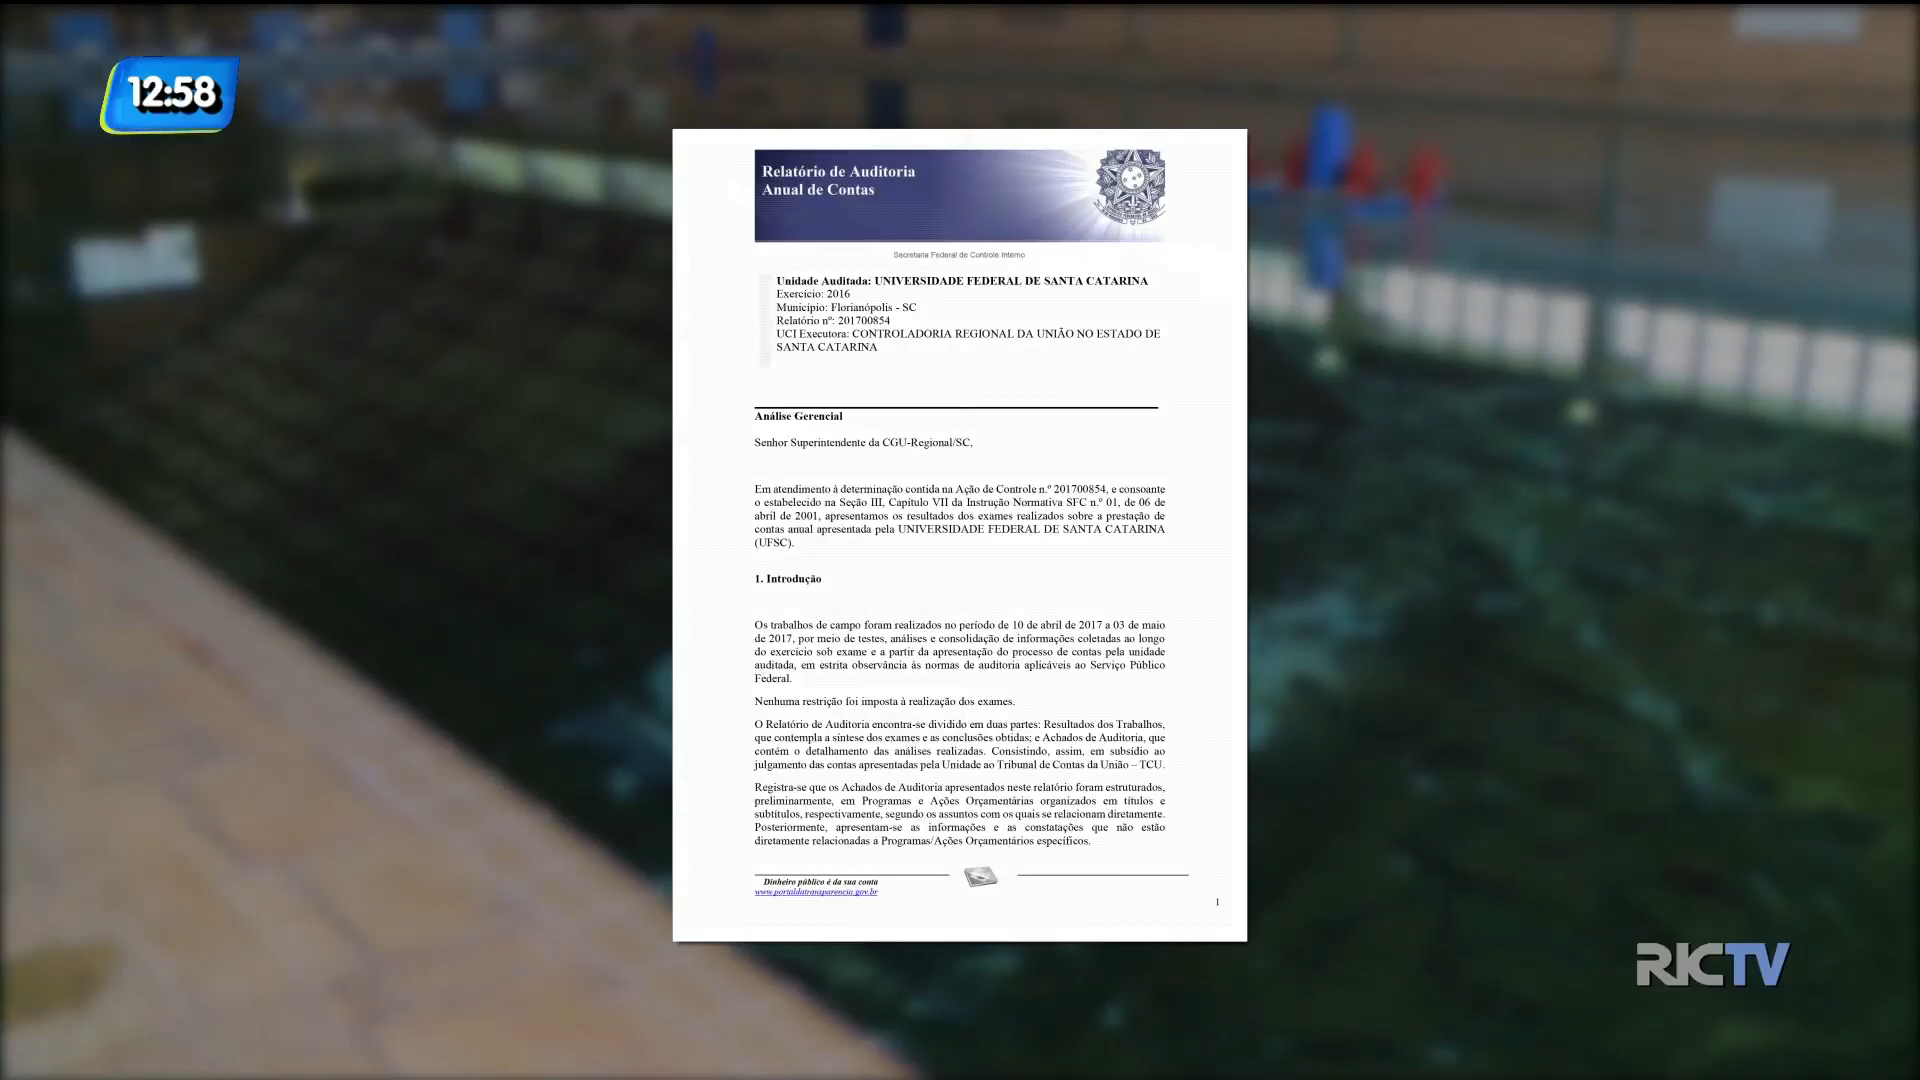 12:58
Relatório de Auditoria
Anual de Contas
Secretaria Federal de Controle Interno
Unidade Auditada: UNIVERSIDADE FEDERAL DE SANTA CATARINA
Exercício: 2016
Município: Florianópolis - SC
Relatório nº: 201700854
UCI Executora: CONTROLADORIA REGIONAL DA UNIÃO NO ESTADO DE
SANTA CATARINA
Análise Gerencial
Senhor Superintendente da CGU-Regional/SC,
Em atendimento à determinação contida na Ação de Controle n.º 201700854, e consoante
o estabelecido na Seção III, Capítulo VII da Instrução Normativa SFC n.º 01, de 06 de
abril de 2001, apresentamos os resultados dos exames realizados sobre a prestação de
contas anual apresentada pela UNIVERSIDADE FEDERAL DE SANTA CATARINA
(UFSC).
1. Introdução
Os trabalhos de campo foram realizados no período de 10 de abril de 2017 a 03 de maio
de 2017, por meio de testes, análises e consolidação de informações coletadas ao longo
do exercício sob exame e a partir da apresentação do processo de contas pela unidade
auditada, em estrita observância às normas de auditoria aplicáveis ao Serviço Público
Federal.
Nenhuma restrição foi imposta à realização dos exames.
O Relatório de Auditoria encontra-se dividido em duas partes: Resultados dos Trabalhos,
que contempla a síntese dos exames e as conclusões obtidas; e Achados de Auditoria, que
contém o detalhamento das análises realizadas. Consistindo, assim, em subsídio ao
julgamento das contas apresentadas pela Unidade ao Tribunal de Contas da União – TCU.
Registra-se que os Achados de Auditoria apresentados neste relatório foram estruturados,
preliminarmente, em Programas e Ações Orçamentárias organizados em títulos e
subtítulos, respectivamente, segundo os assuntos com os quais se relacionam diretamente.
Posteriormente, apresentam-se as informações e as constatações que não estão
diretamente relacionadas a Programas/Ações Orçamentários específicos.
Dinheiro público é da sua conta
www.portaldatransparencia.gov.br
1
RICTV